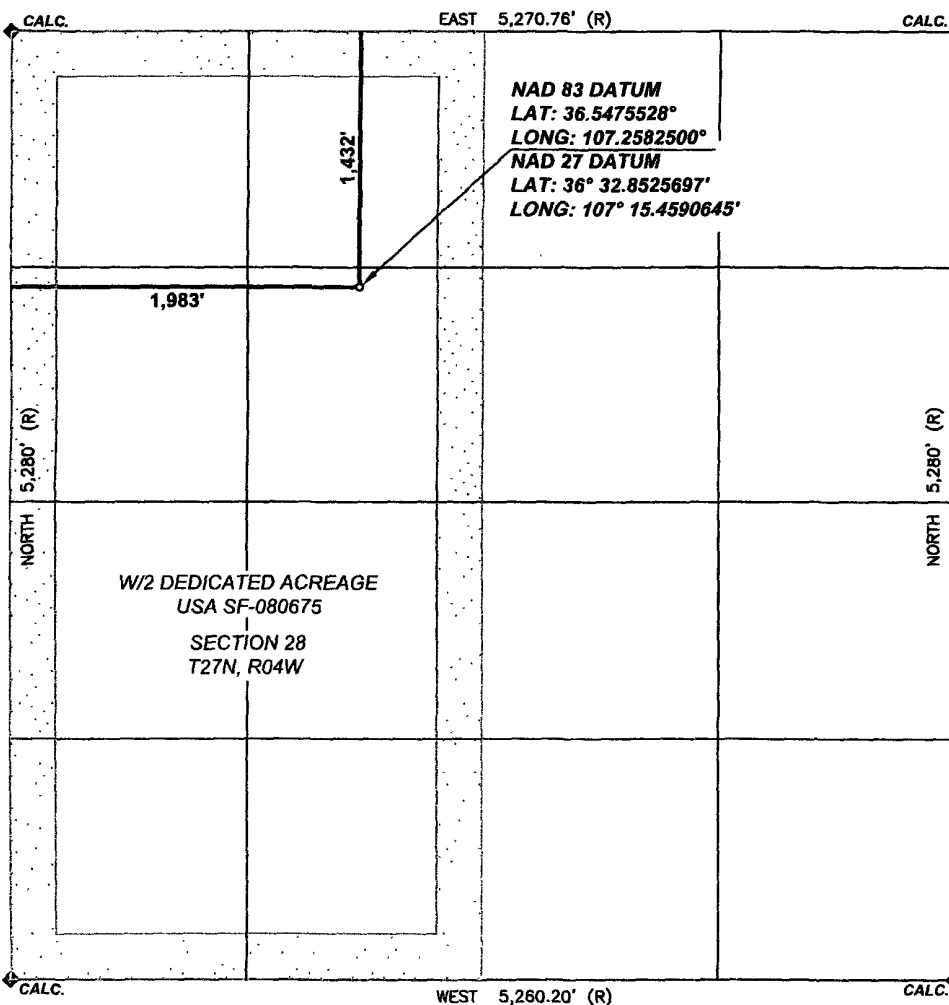 CALC.
EAST 5,270.76' (R)
CALC.
NAD 83 DATUM
LAT: 36.5475528°
LONG: 107.2582500°
NAD 27 DATUM
LAT: 36° 32.8525697'
LONG: 107° 15.4590645'
1,432'
1,983'
NORTH 5,280' (R)
NORTH 5,280' (R)
W/2 DEDICATED ACREAGE
USA SF-080675
SECTION 28
T27N, R04W
CALC.
WEST 5,260.20' (R)
CALC.